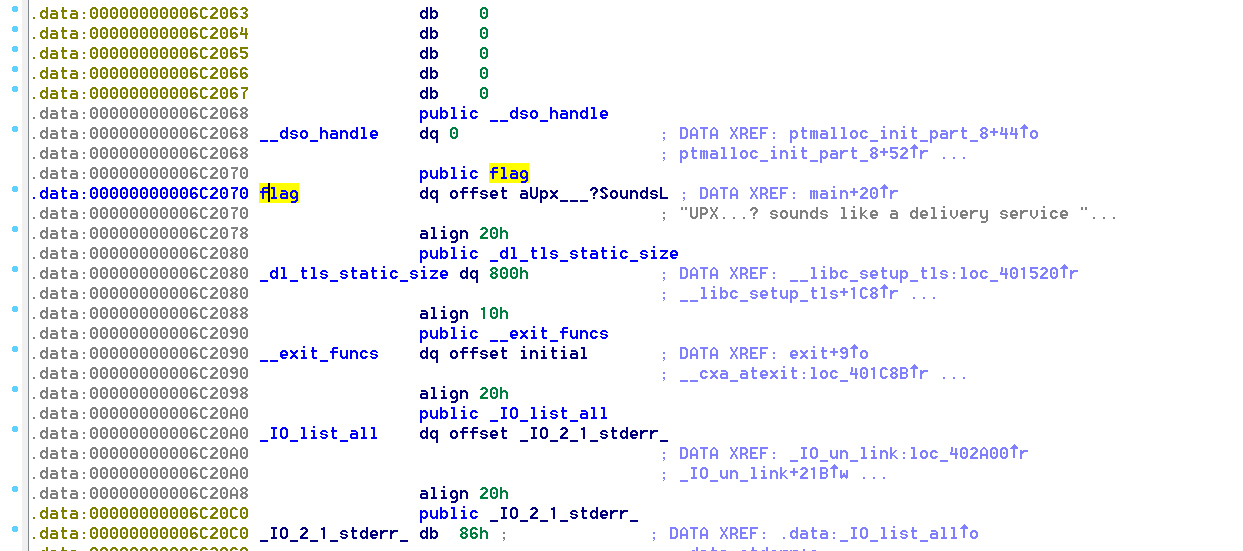 .data:00000000006C2063 db 0
.data:00000000006C2064 db 0
.data:00000000006C2065 db 0
.data:00000000006C2066 db 0
.data:00000000006C2067 db 0
.data:00000000006C2068 public __dso_handle
.data:00000000006C2068 __dso_handle dq 0 ; DATA XREF: ptmalloc_init_part_8+44↑o
.data:00000000006C2068 ; ptmalloc_init_part_8+52↑r ...
.data:00000000006C2070 public flag
.data:00000000006C2070 flag dq offset aUpx___?SoundsL ; DATA XREF: main+20↑r
.data:00000000006C2070 ; "UPX...? sounds like a delivery service "...
.data:00000000006C2078 align 20h
.data:00000000006C2080 public _dl_tls_static_size
.data:00000000006C2080 _dl_tls_static_size dq 800h ; DATA XREF: __libc_setup_tls:loc_401520↑r
.data:00000000006C2080 ; __libc_setup_tls+1C8↑r ...
.data:00000000006C2088 align 10h
.data:00000000006C2090 public __exit_funcs
.data:00000000006C2090 __exit_funcs dq offset initial ; DATA XREF: exit+9↑o
.data:00000000006C2090 ; __cxa_atexit:loc_401C8B↑r ...
.data:00000000006C2098 align 20h
.data:00000000006C20A0 public _IO_list_all
.data:00000000006C20A0 _IO_list_all dq offset _IO_2_1_stderr_
.data:00000000006C20A0 ; DATA XREF: _IO_un_link:loc_402A00↑r
.data:00000000006C20A0 ; _IO_un_link+21B↑w ...
.data:00000000006C20A8 align 20h
.data:00000000006C20C0 public _IO_2_1_stderr_
.data:00000000006C20C0 _IO_2_1_stderr_ db 86h ; ; DATA XREF: .data:_IO_list_all↑o